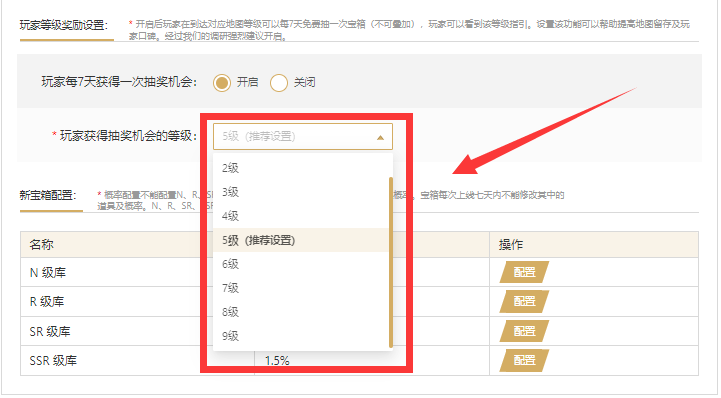 玩家等级奖励设置： * 开启后玩家在到达对应地图等级可以每7天免费抽一次宝箱（不可叠加），玩家可以看到该等级指引。设置该功能可以帮助提高地图留存及玩
家口碑。经过我们的调研强烈建议开启。
玩家每7天获得一次抽奖机会： 开启 关闭
* 玩家获得抽奖机会的等级： 5级（推荐设置）
2级
3级
4级
5级（推荐设置）
6级
7级
8级
9级
新宝箱配置： * 概率配置不能配置N、R、 概率。宝箱每次上线七天内不能修改其中的
道具及概率。N、R、SR、
名称 操作
N 级库 配置
R 级库 配置
SR 级库 配置
SSR 级库 1.5% 配置